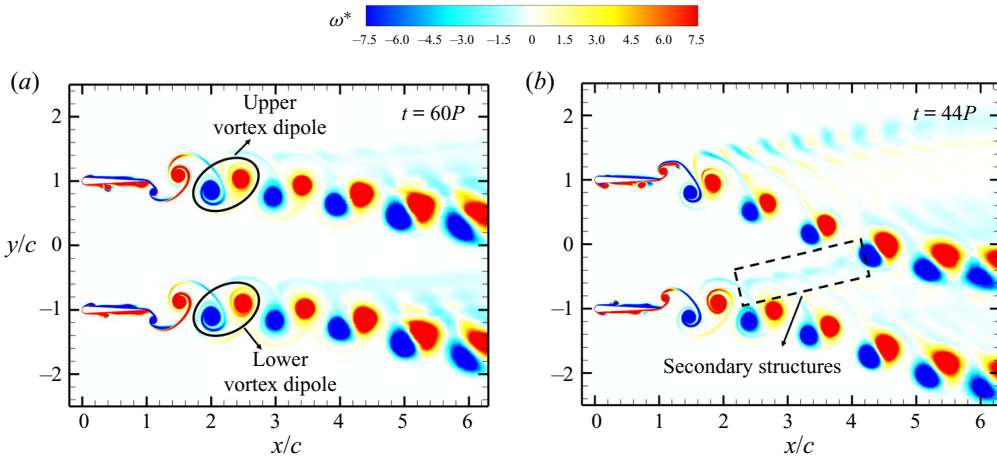 ω*
−7.5 −6.0 −4.5 −3.0 −1.5 0 1.5 3.0 4.5 6.0 7.5
(a)
(b)
Upper
vortex dipole
t = 60P
t = 44P
2
1
0
−1
−2
y/c
Lower
vortex dipole
0 1 2 3 4 5 6
x/c
2
1
0
−1
−2
Secondary structures
0 1 2 3 4 5 6
x/c